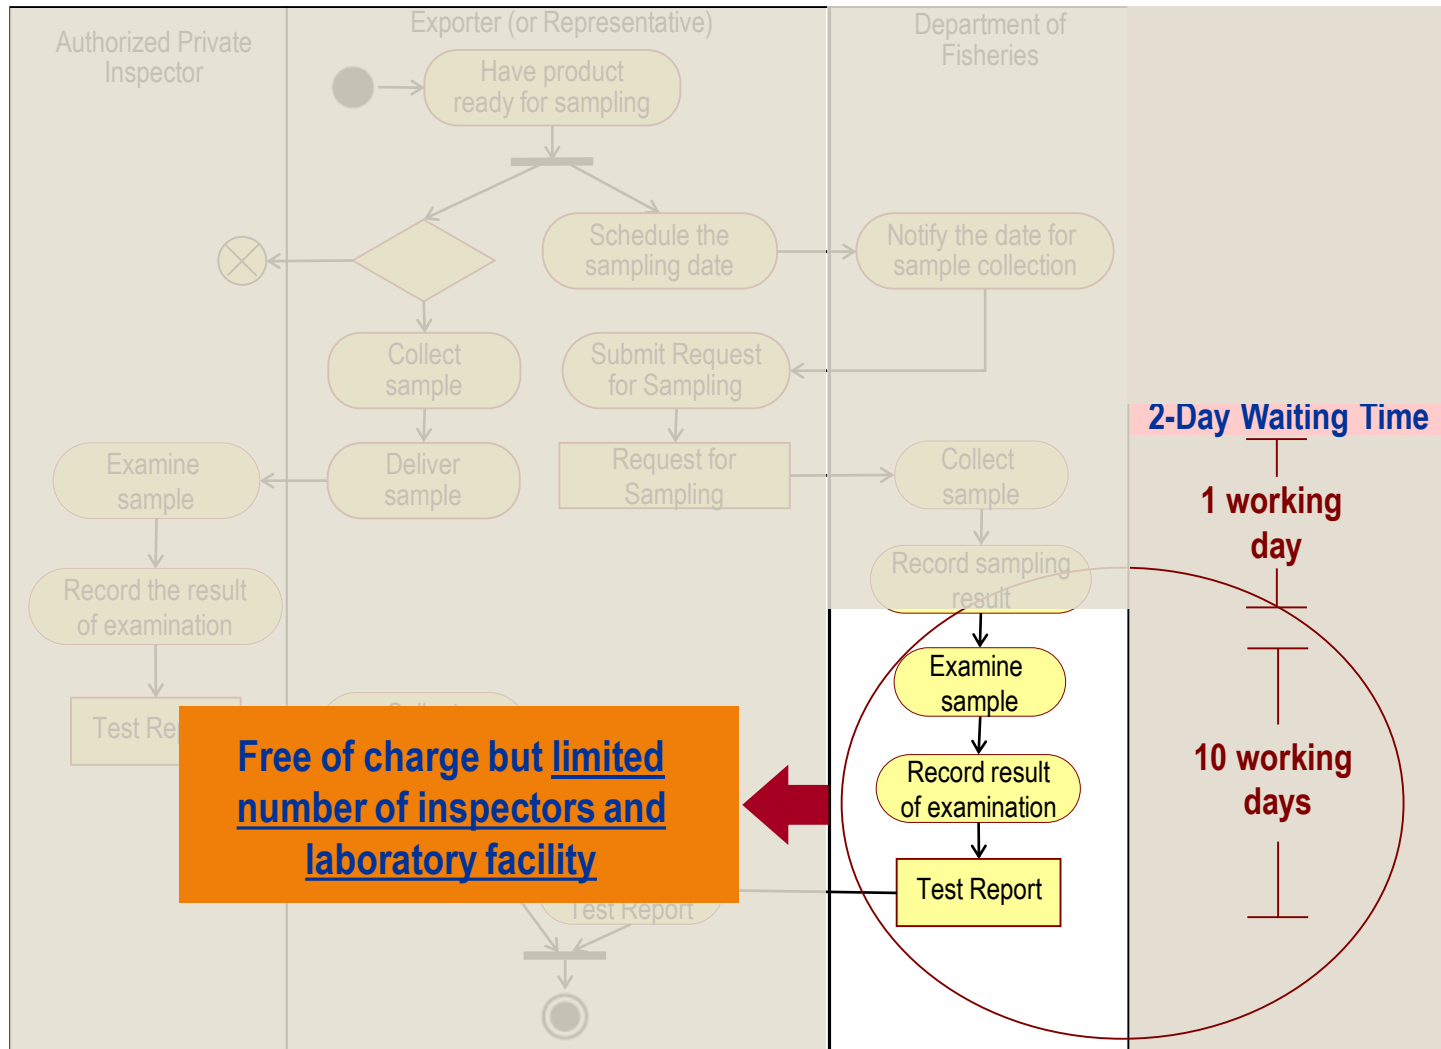 Authorized Private
Inspector
Exporter (or Representative)
Department of
Fisheries
Have product
ready for sampling
Schedule the
sampling date
Notify the date for
sample collection
Collect
sample
Submit Request
for Sampling
2-Day Waiting Time
Examine
sample
Deliver
sample
Request for
Sampling
Collect
sample
1 working
day
Record the result
of examination
Record sampling
result
Examine
sample
Test
Free of charge but limited
number of inspectors and
laboratory facility
Record result
of examination
10 working
days
Test Report
Test Report